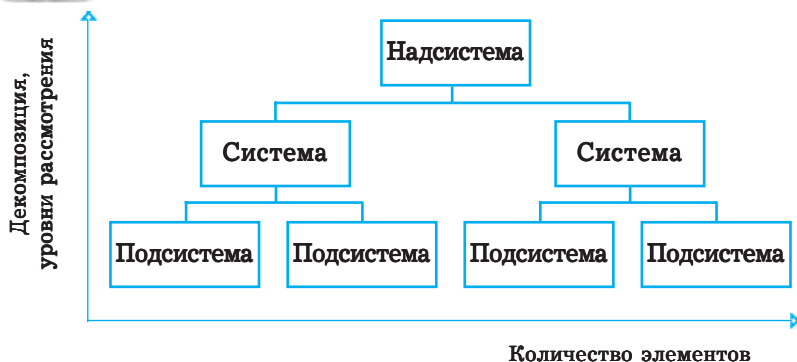 Декомпозиция,
уровни рассмотрения
Надсистема
Система
Система
Подсистема
Подсистема
Подсистема
Подсистема
Количество элементов